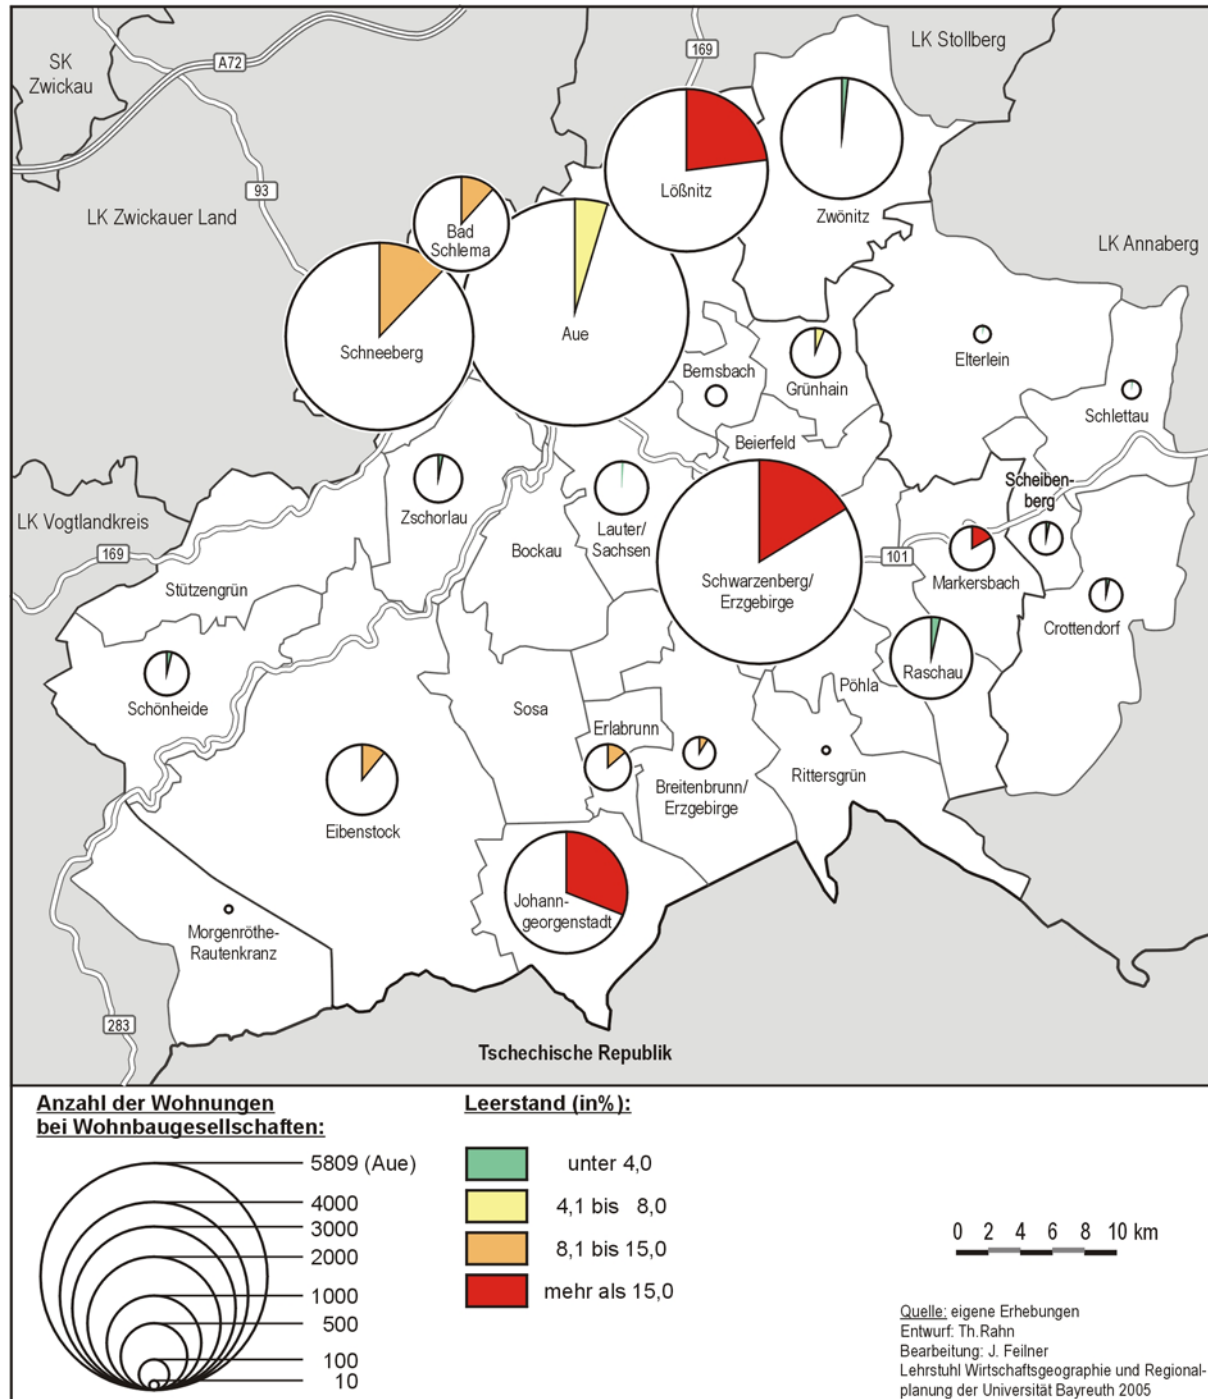 SK
Zwickau
A72
169
LK Stollberg
93
LK Zwickauer Land
Lößnitz
Zwönitz
Bad
Schlema
LK Annaberg
Schneeberg
Aue
Elterlein
Bernsbach
Grünhain
Schlettau
Beierfeld
Scheiben-
berg
LK Vogtlandkreis
Zschorlau
Lauter/
Sachsen
Bockau
169
101
Markersbach
Schwarzenberg/
Erzgebirge
Stützengrün
Crottendorf
Raschau
Pöhla
Schönheide
Sosa
Erlabrunn
Rittersgrün
Breitenbrunn/
Erzgebirge
Eibenstock
Johann-
georgenstadt
Morgenröthe-
Rautenkranz
283
Tschechische Republik
Anzahl der Wohnungen
bei Wohnbaugesellschaften:
5809 (Aue)
4000
3000
2000
1000
500
100
10
Leerstand (in%):
unter 4,0
4,1 bis 8,0
8,1 bis 15,0
mehr als 15,0
0 2 4 6 8 10 km
Quelle: eigene Erhebungen
Entwurf: Th.Rahn
Bearbeitung: J. Feilner
Lehrstuhl Wirtschaftsgeographie und Regional-
planung der Universität Bayreuth 2005